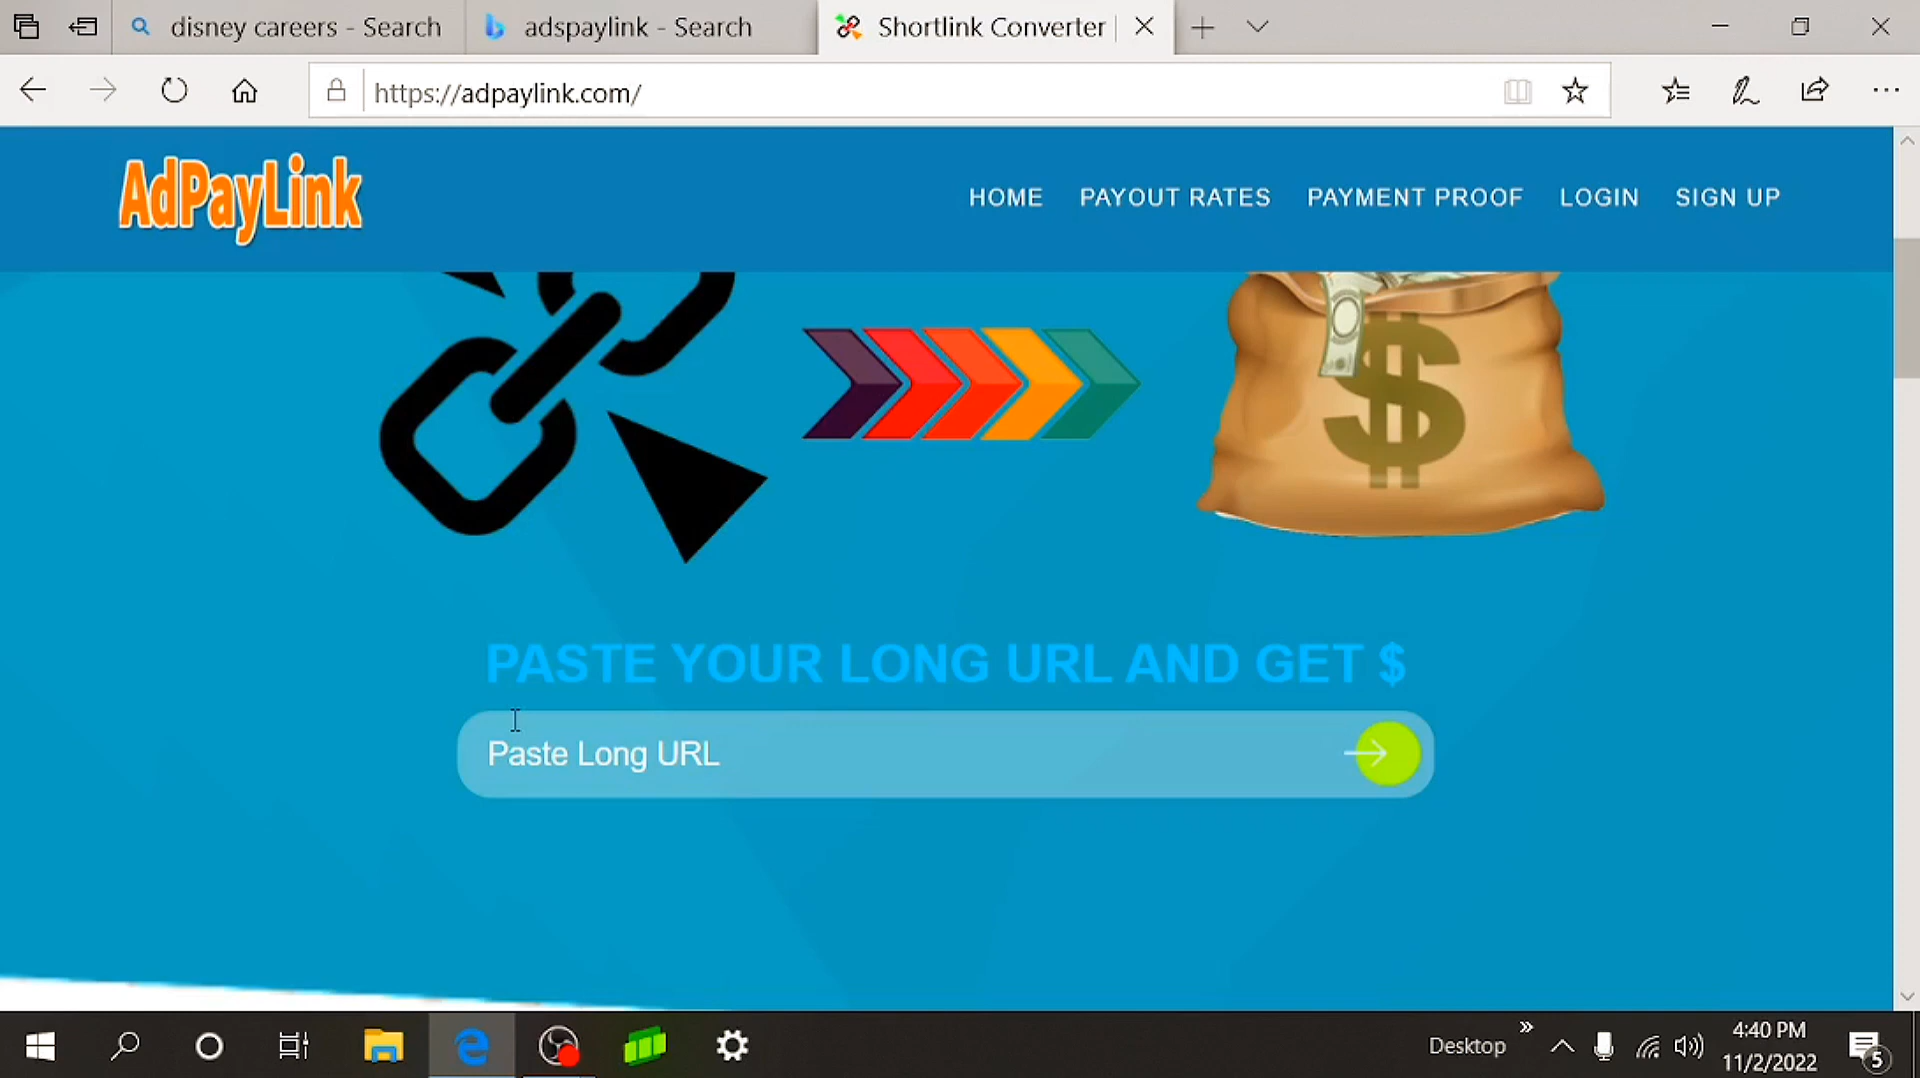 disney careers - Search
adspaylink - Search
Shortlink Converter
https://adpaylink.com/
AdPayLink
HOME
PAYOUT RATES
PAYMENT PROOF
LOGIN
SIGN UP
$
PASTE YOUR LONG URL AND GET $
Paste Long URL
Desktop
4:40 PM
11/2/2022
5